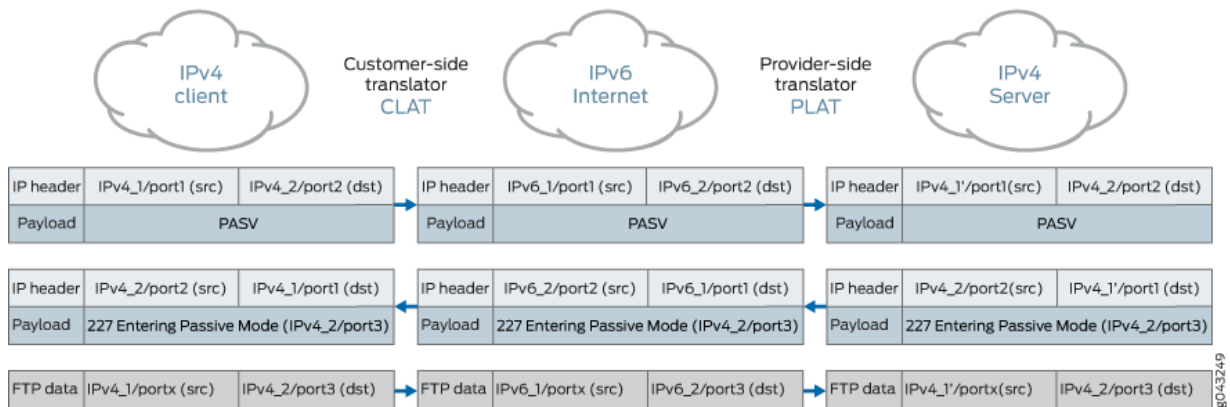 IPv4
client
Customer-side
translator
CLAT
IPv6
Internet
Provider-side
translator
PLAT
IPv4
Server
IP header IPv4_1/port1 (src) IPv4_2/port2 (dst) IP header IPv6_1/port1 (src) IPv6_2/port2 (dst) IP header IPv4_1'/port1(src) IPv4_2/port2 (dst)
Payload PASV Payload PASV Payload PASV
IP header IPv4_2/port2 (src) IPv4_1/port1 (dst) IP header IPv6_2/port2 (src) IPv6_1/port1 (dst) IP header IPv4_2/port2(src) IPv4_1'/port1 (dst)
Payload 227 Entering Passive Mode (IPv4_2/port3) Payload 227 Entering Passive Mode (IPv4_2/port3) Payload 227 Entering Passive Mode (IPv4_2/port3)
FTP data IPv4_1/portx (src) IPv4_2/port3 (dst) FTP data IPv6_1/portx (src) IPv6_2/port3 (dst) FTP data IPv4_1'/portx(src) IPv4_2/port3 (dst)
g043249